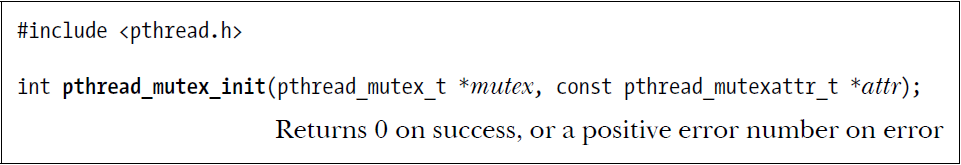 #include <pthread.h>
int pthread_mutex_init(pthread_mutex_t *mutex, const pthread_mutexattr_t *attr);
Returns 0 on success, or a positive error number on error